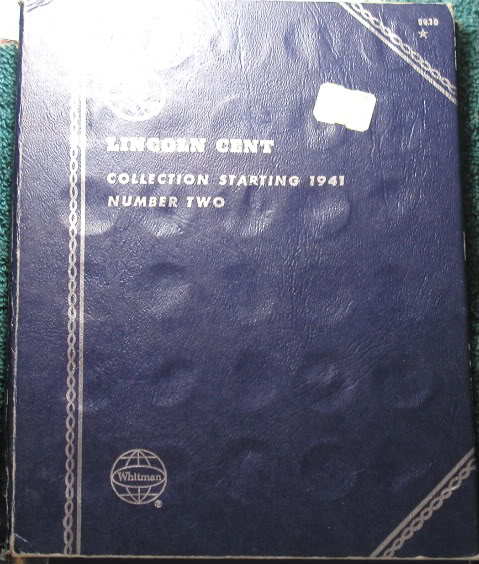 LINCOLN CENT
COLLECTION STARTING 1941
NUMBER TWO
Whitman
®